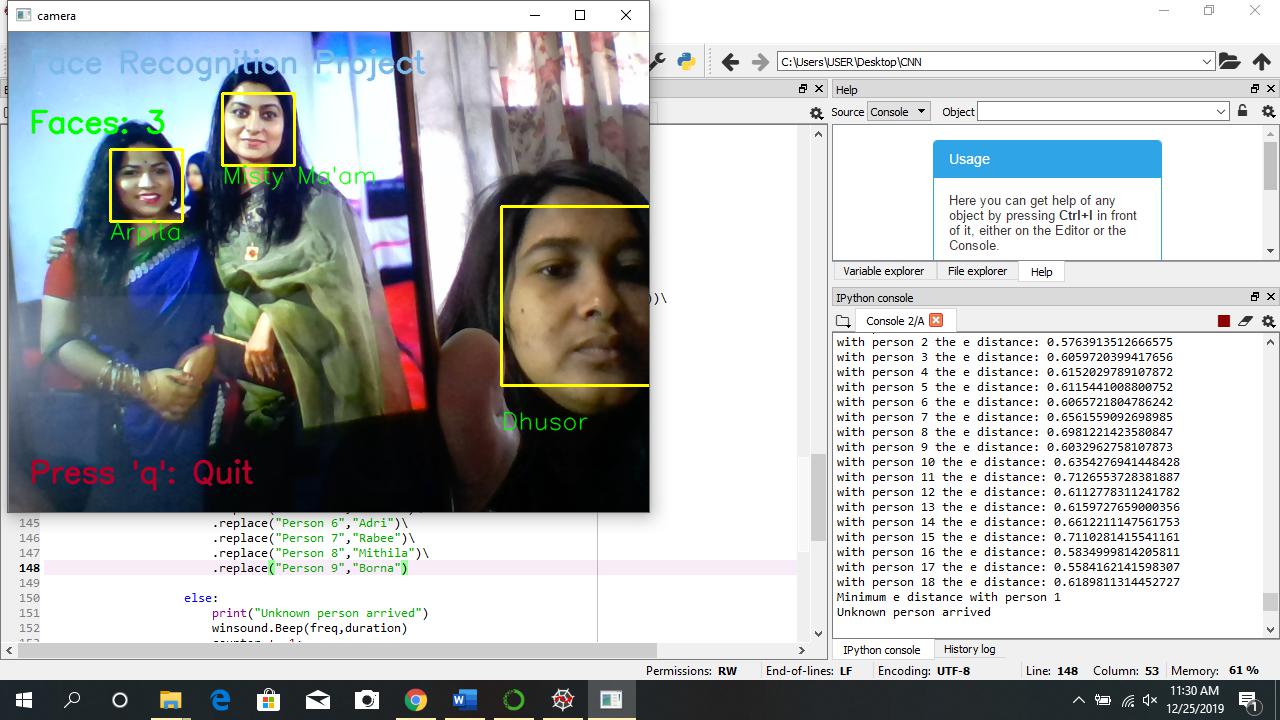 camera
Face Recognition Project
Faces: 3
Misty Ma'am
Arpita
Dhusor
Press 'q': Quit
C:\Users\USER\Desktop\CNN
Help
Source Console Object
Usage
Here you can get help of any
object by pressing Ctrl+I in front
of it, either on the Editor or the
Console.
Variable explorer File explorer Help
))\
IPython console
Console 2/A
with person 2 the e distance: 0.5763913512666575
with person 3 the e distance: 0.6059720399417656
with person 4 the e distance: 0.6152029789107872
with person 5 the e distance: 0.6115441008800752
with person 6 the e distance: 0.6065721804786242
with person 7 the e distance: 0.6561559092698985
with person 8 the e distance: 0.6981221423580847
with person 9 the e distance: 0.6032962758107873
with person 10 the e distance: 0.6354276941448428
with person 11 the e distance: 0.7126553728381887
with person 12 the e distance: 0.6112778311241782
with person 13 the e distance: 0.6159727659000356
with person 14 the e distance: 0.6612211147561753
with person 15 the e distance: 0.7110281415541161
with person 16 the e distance: 0.5834999814205811
with person 17 the e distance: 0.5584162141598307
with person 18 the e distance: 0.6189811314452727
Minimum e distance with person 1
Unknown person arrived
IPython console History log
145 .replace("Person 6","Adri")\
146 .replace("Person 7","Rabee")\
147 .replace("Person 8","Mithila")\
148 .replace("Person 9","Borna")
149
150 else:
151 print("Unknown person arrived")
152 winsound.Beep(freq,duration)
Permissions: RW End-of-lines: LF Encoding: UTF-8 Line: 148 Column: 53 Memory: 61 %
11:30 AM
12/25/2019